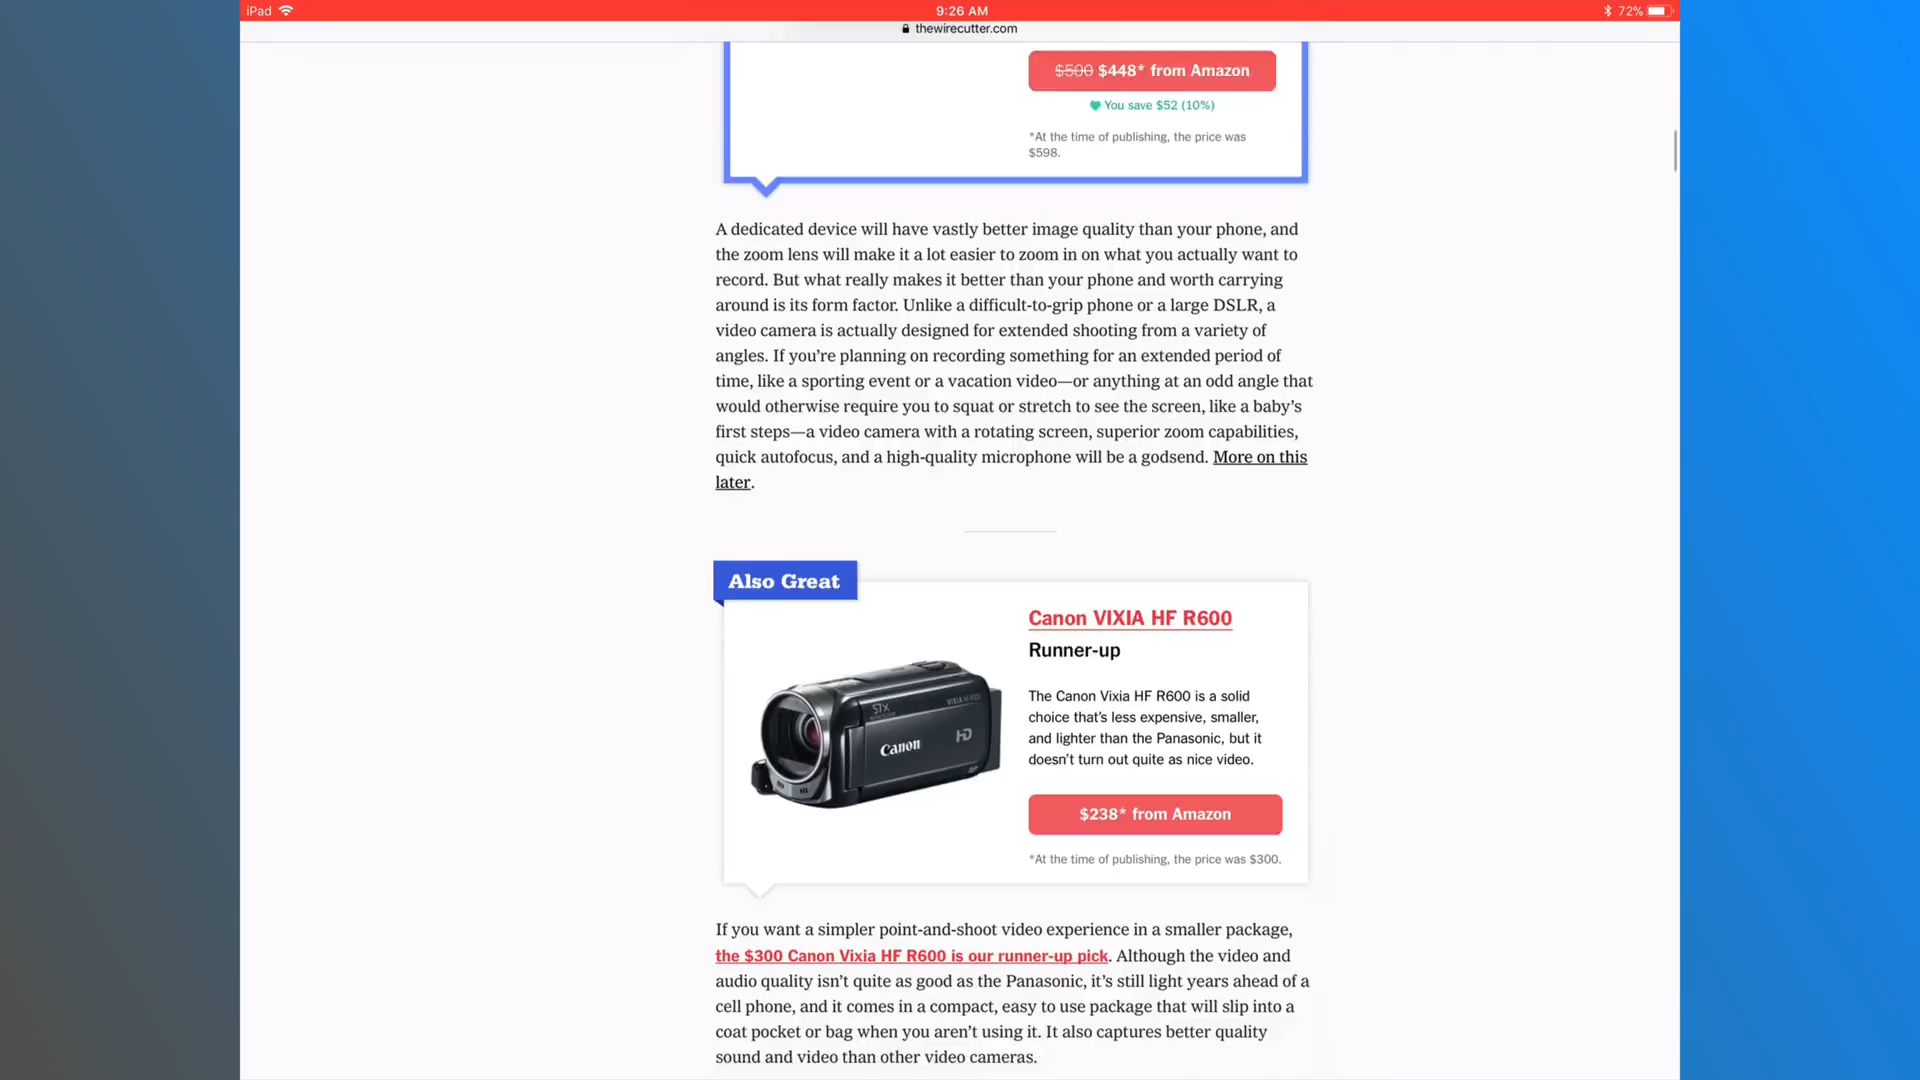 iPad 9:26 AM 72%
thewirecutter.com
$500 $448* from Amazon
You save $52 (10%)
*At the time of publishing, the price was
$598.
A dedicated device will have vastly better image quality than your phone, and
the zoom lens will make it a lot easier to zoom in on what you actually want to
record. But what really makes it better than your phone and worth carrying
around is its form factor. Unlike a difficult-to-grip phone or a large DSLR, a
video camera is actually designed for extended shooting from a variety of
angles. If you’re planning on recording something for an extended period of
time, like a sporting event or a vacation video—or anything at an odd angle that
would otherwise require you to squat or stretch to see the screen, like a baby’s
first steps—a video camera with a rotating screen, superior zoom capabilities,
quick autofocus, and a high-quality microphone will be a godsend. More on this
later.
Also Great
Canon VIXIA HF R600
Runner-up
The Canon Vixia HF R600 is a solid
choice that’s less expensive, smaller,
and lighter than the Panasonic, but it
doesn’t turn out quite as nice video.
Canon
HD
$238* from Amazon
*At the time of publishing, the price was $300.
If you want a simpler point-and-shoot video experience in a smaller package,
the $300 Canon Vixia HF R600 is our runner-up pick. Although the video and
audio quality isn’t quite as good as the Panasonic, it’s still light years ahead of a
cell phone, and it comes in a compact, easy to use package that will slip into a
coat pocket or bag when you aren’t using it. It also captures better quality
sound and video than other video cameras.